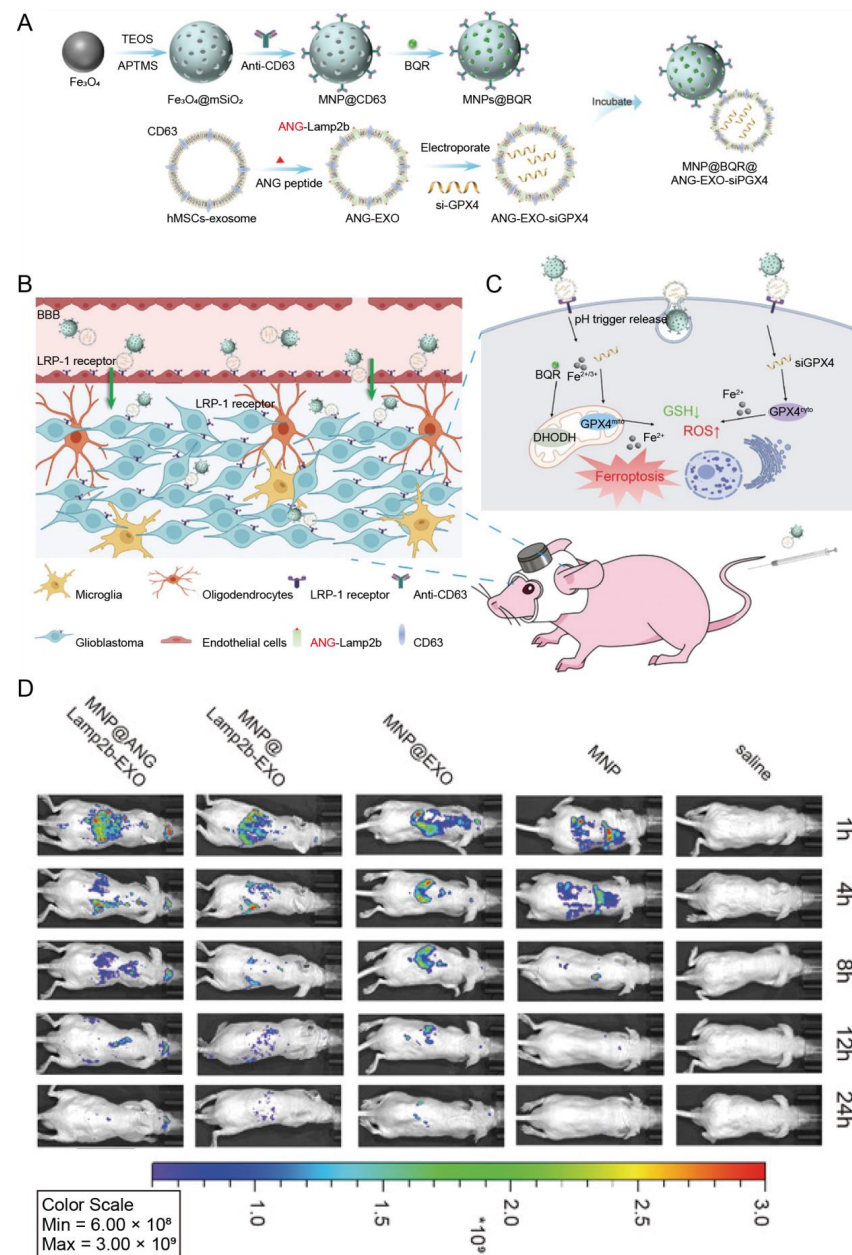 A
TEOS
APTMS
Fe₃O₄
Fe₃O₄@mSiO₂
Anti-CD63
MNP@CD63
BQR
MNPs@BQR
Incubate
MNP@BQR@
ANG-EXO-siPGX4
CD63
hMSCs-exosome
ANG-Lamp2b
ANG peptide
ANG-EXO
Electroporate
si-GPX4
ANG-EXO-siGPX4
B
BBB
LRP-1 receptor
LRP-1 receptor
Microglia
Oligodendrocytes
LRP-1 receptor
Anti-CD63
Glioblastoma
Endothelial cells
ANG-Lamp2b
CD63
C
pH trigger release
BQR
Fe²⁺/³⁺
siGPX4
DHODH
GPX4ᵐⁱᵗᵒ
Fe²⁺
GSH↓
ROS↑
Fe²⁺
GPX4ᶜʸᵗᵒ
Ferroptosis
D
MNP@ANG
Lamp2b-EXO
MNP@
Lamp2b-EXO
MNP@EXO
MNP
saline
1h
4h
8h
12h
24h
1.0
1.5
2.0
2.5
3.0
*10⁹
Color Scale
Min = 6.00 × 10⁸
Max = 3.00 × 10⁹